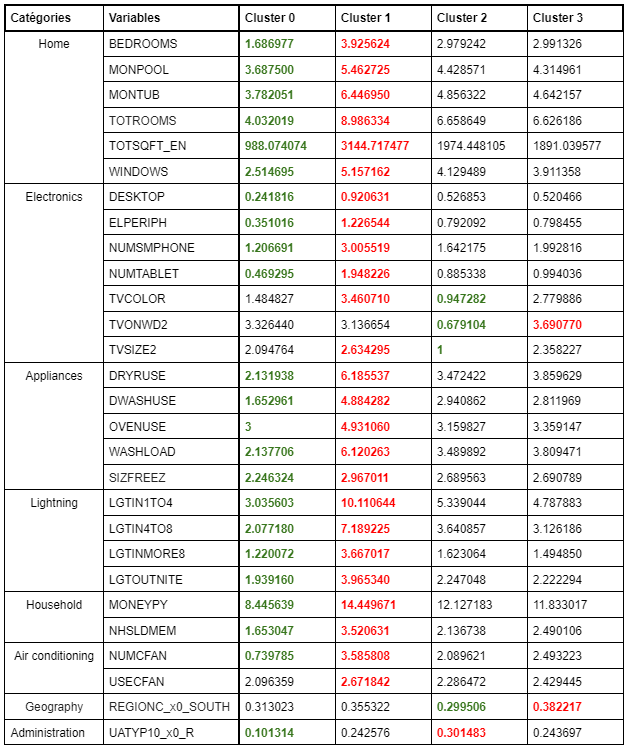 Catégories Variables Cluster 0 Cluster 1 Cluster 2 Cluster 3
Home BEDROOMS 1.686977 3.925624 2.979242 2.991326
MONPOOL 3.687500 5.462725 4.428571 4.314961
MONTUB 3.782051 6.446950 4.856322 4.642157
TOTROOMS 4.032019 8.986334 6.658649 6.626186
TOTSQFT_EN 988.074074 3144.717477 1974.448105 1891.039577
WINDOWS 2.514695 5.157162 4.129489 3.911358
Electronics DESKTOP 0.241816 0.920631 0.526853 0.520466
ELPERIPH 0.351016 1.226544 0.792092 0.798455
NUMSMPHONE 1.206691 3.005519 1.642175 1.992816
NUMTABLET 0.469295 1.948226 0.885338 0.994036
TVCOLOR 1.484827 3.460710 0.947282 2.779886
TVONWD2 3.326440 3.136654 0.679104 3.690770
TVSIZE2 2.094764 2.634295 1 2.358227
Appliances DRYRUSE 2.131938 6.185537 3.472422 3.859629
DWASHUSE 1.652961 4.884282 2.940862 2.811969
OVENUSE 3 4.931060 3.159827 3.359147
WASHLOAD 2.137706 6.120263 3.489892 3.809471
SIZFREEZ 2.246324 2.967011 2.689563 2.690789
Lightning LGTIN1TO4 3.035603 10.110644 5.339044 4.787883
LGTIN4TO8 2.077180 7.189225 3.640857 3.126186
LGTINMORE8 1.220072 3.667017 1.623064 1.494850
LGTOUTNITE 1.939160 3.965340 2.247048 2.222294
Household MONEYPY 8.445639 14.449671 12.127183 11.833017
NHSLDMEM 1.653047 3.520631 2.136738 2.490106
Air conditioning NUMCFAN 0.739785 3.585808 2.089621 2.493223
USECFAN 2.096359 2.671842 2.286472 2.429445
Geography REGIONC_x0_SOUTH 0.313023 0.355322 0.299506 0.382217
Administration UATYP10_x0_R 0.101314 0.242576 0.301483 0.243697